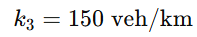 k₃ = 150 veh/km